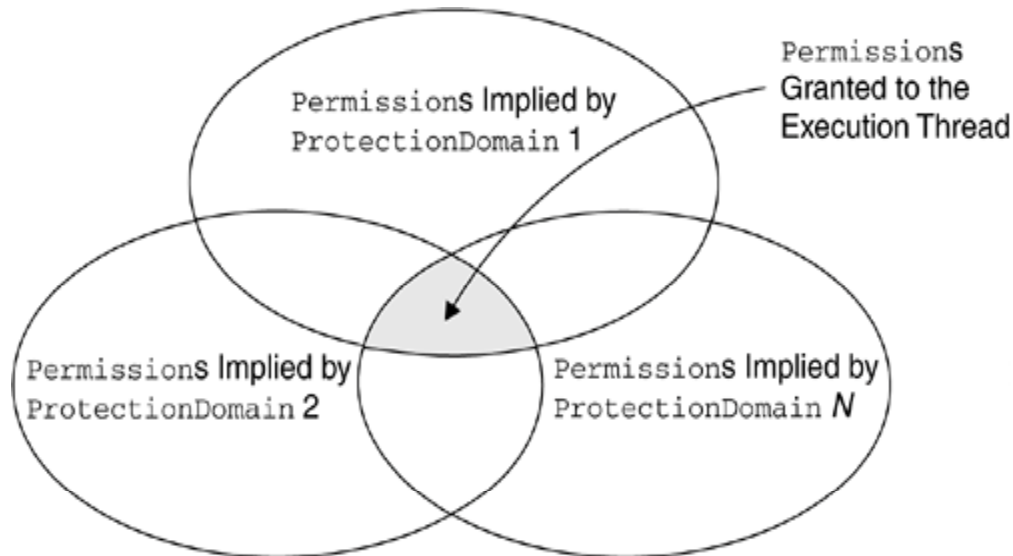 Permissions Implied by
ProtectionDomain 1
Permissions
Granted to the
Execution Thread
Permissions Implied by
ProtectionDomain 2
Permissions Implied by
ProtectionDomain N